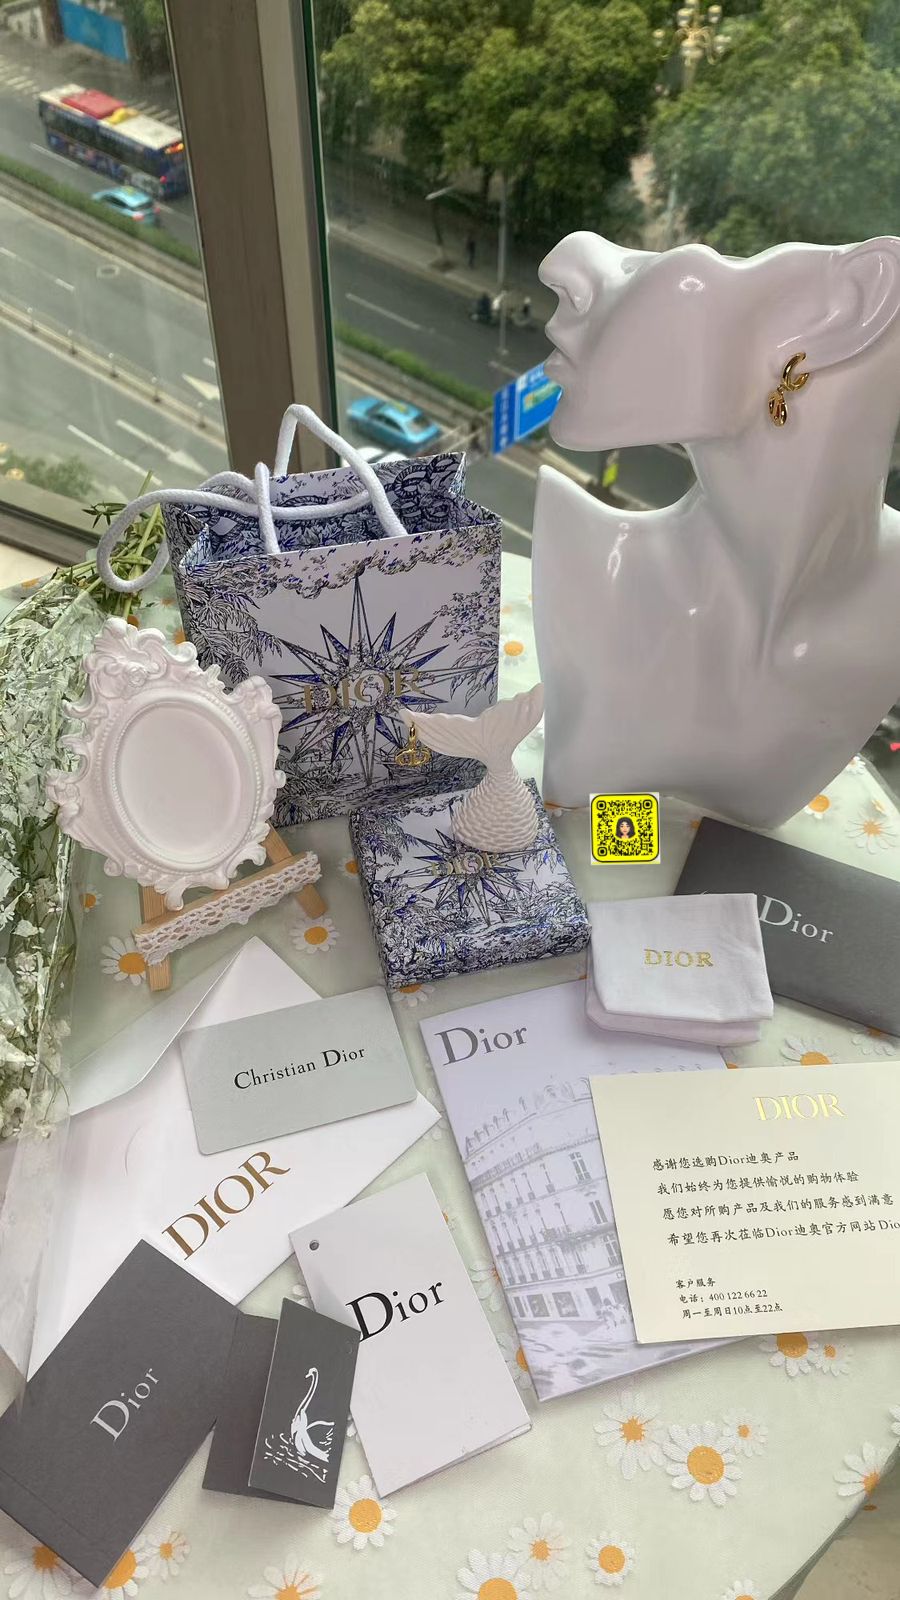 DIOR
DIOR
Dior
DIOR
Dior
Christian Dior
DIOR
DIOR
感谢您选购Dior迪奥产品
我们始终为您提供愉悦的购物体验
愿您对所购产品及我们的服务感到满意
希望您再次莅临Dior迪奥官方网站 Dio
客户服务
电话：400 122 66 22
周一至周日10点至22点
Dior
Dior